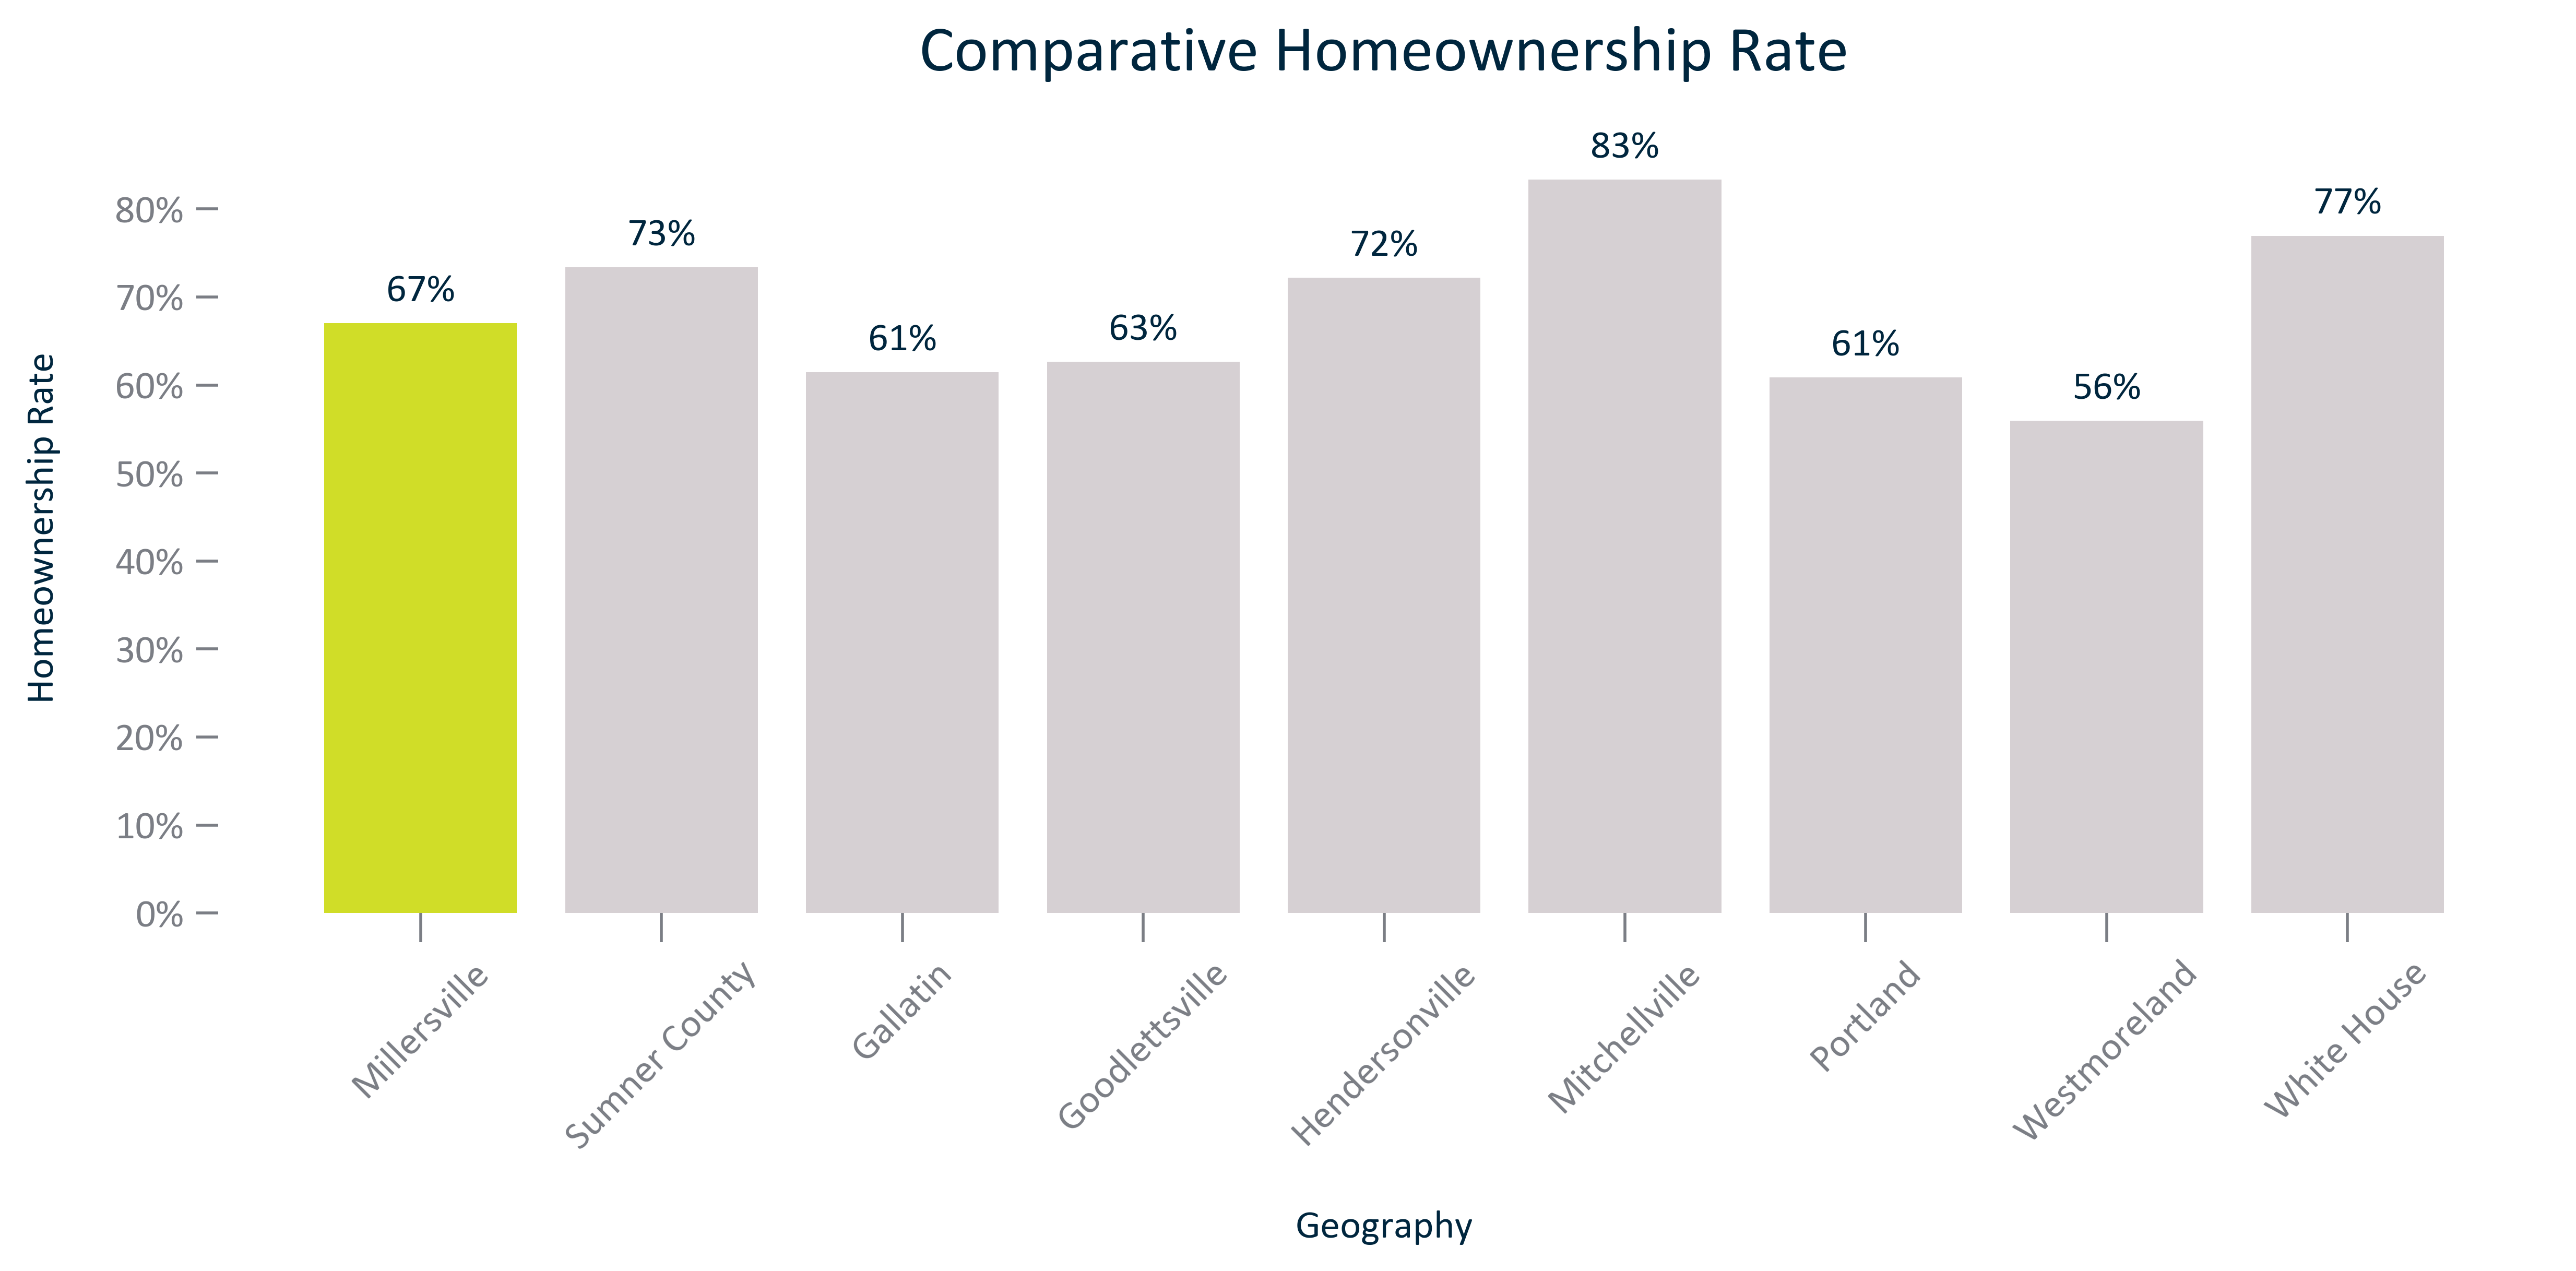 Comparative Homeownership Rate
Homeownership Rate
80%
70%
60%
50%
40%
30%
20%
10%
0%
67%
73%
61%
63%
72%
83%
61%
56%
77%
Millersville
Sumner County
Gallatin
Goodlettsville
Hendersonville
Mitchellville
Portland
Westmoreland
White House
Geography